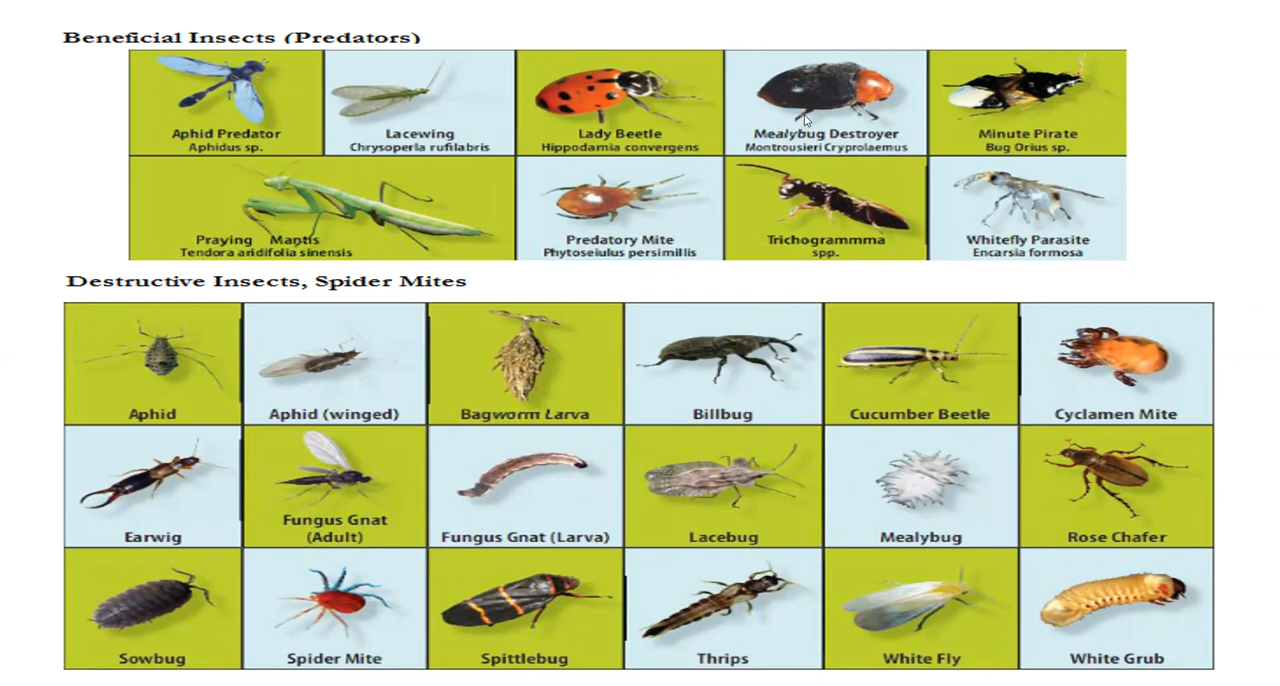 Beneficial Insects (Predators)
Aphid Predator
Aphidus sp.
Lacewing
Chrysoperla rufilabris
Lady Beetle
Hippodamia convergens
Mealybug Destroyer
Montrousieri Cryprolaemus
Minute Pirate
Bug Orius sp.
Praying Mantis
Tendora aridifolia sinensis
Predatory Mite
Phytoseiulus persimillis
Trichogrammma
spp.
Whitefly Parasite
Encarsia formosa
Destructive Insects, Spider Mites
Aphid
Aphid (winged)
Bagworm Larva
Billbug
Cucumber Beetle
Cyclamen Mite
Earwig
Fungus Gnat
(Adult)
Fungus Gnat (Larva)
Lacebug
Mealybug
Rose Chafer
Sowbug
Spider Mite
Spittlebug
Thrips
White Fly
White Grub